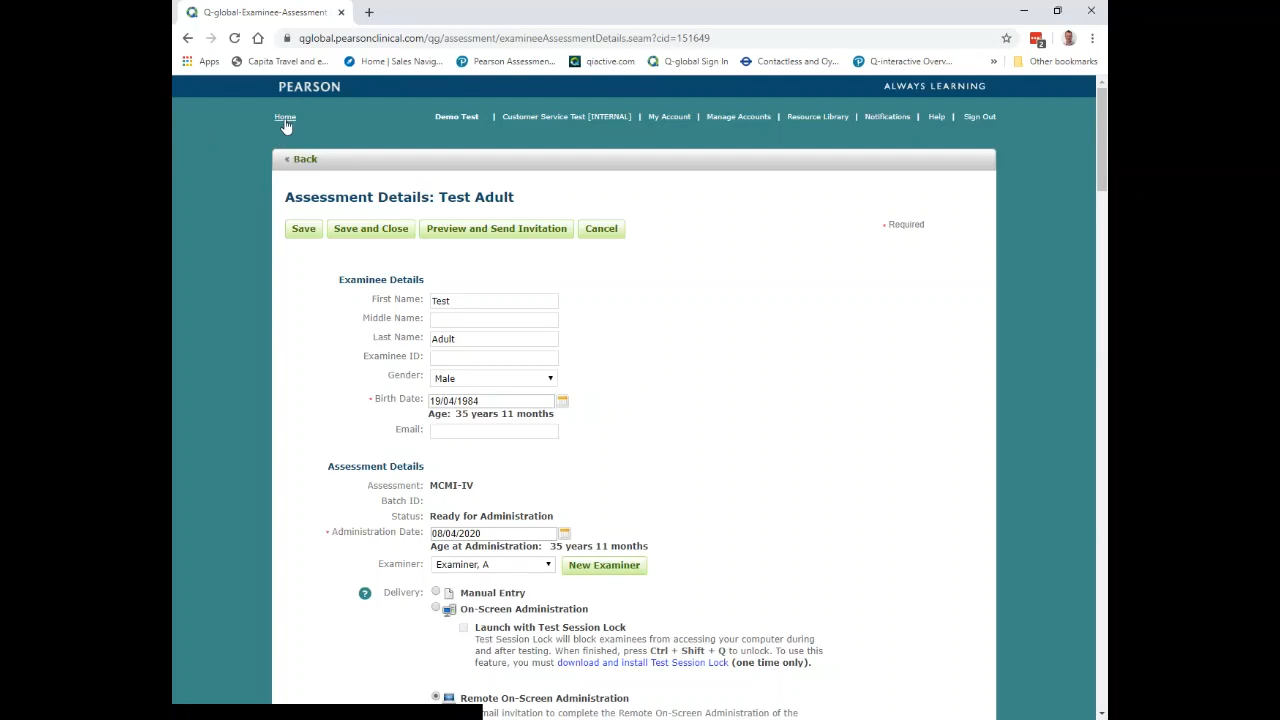 Q-global-Examinee-Assessment
qglobal.pearsonclinical.com/qg/assessment/examineeAssessmentDetails.seam?cid=151649
2
Apps Capita Travel and e... Home | Sales Navig... Pearson Assessmen... qiactive.com Q-global Sign In Contactless and Oy... Q-interactive Overv... » Other bookmarks
PEARSON ALWAYS LEARNING
Home Demo Test | Customer Service Test [INTERNAL] | My Account | Manage Accounts | Resource Library | Notifications | Help | Sign Out
« Back
Assessment Details: Test Adult
Save Save and Close Preview and Send Invitation Cancel
• Required
Examinee Details
First Name: Test
Middle Name:
Last Name: Adult
Examinee ID:
Gender: Male
• Birth Date: 19/04/1984
Age: 35 years 11 months
Email:
Assessment Details
Assessment: MCMI-IV
Batch ID:
Status: Ready for Administration
• Administration Date: 08/04/2020
Age at Administration: 35 years 11 months
Examiner: Examiner, A New Examiner
? Delivery: Manual Entry
On-Screen Administration
Launch with Test Session Lock
Test Session Lock will block examinees from accessing your computer during
and after testing. When finished, press Ctrl + Shift + Q to unlock. To use this
feature, you must download and install Test Session Lock (one time only).
Remote On-Screen Administration
mail invitation to complete the Remote On-Screen Administration of the